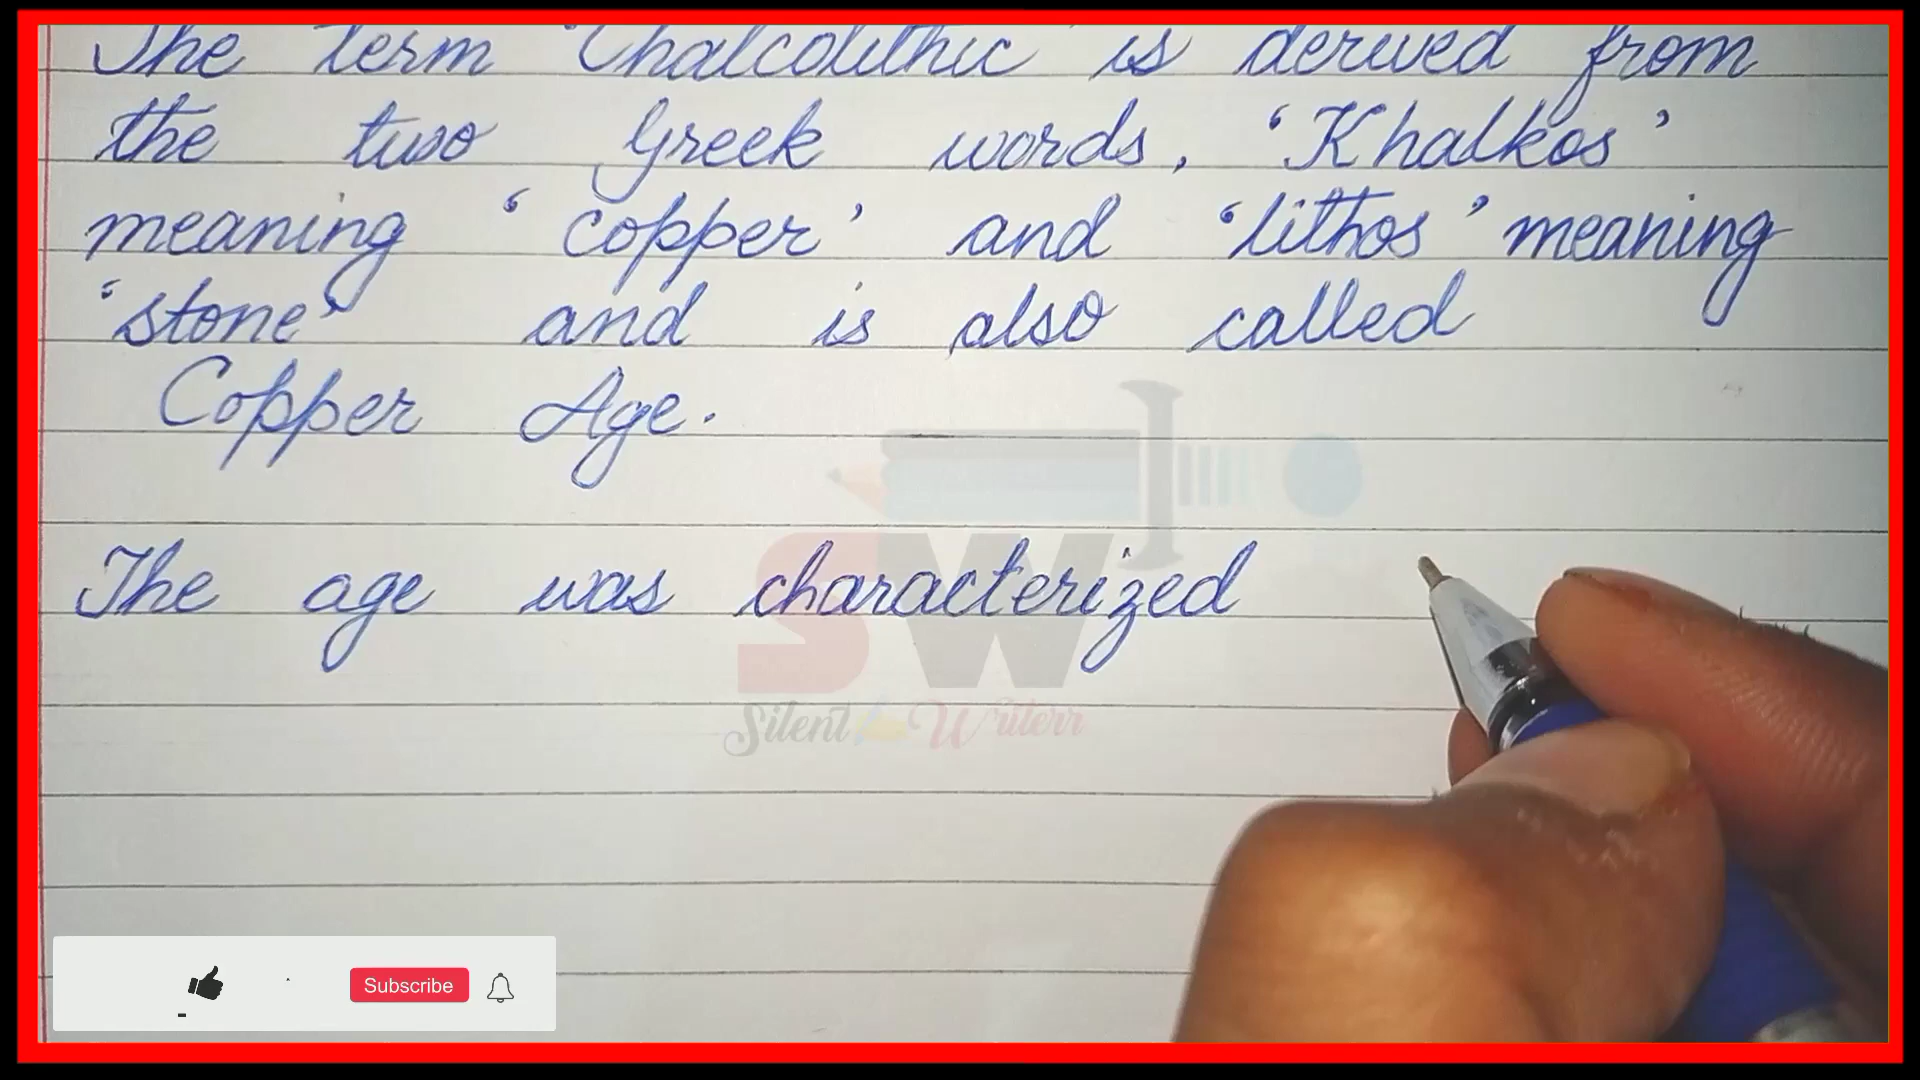 The term 'Chalcolithic' is derived from
the two Greek words, 'Khalkos'
meaning 'copper' and 'lithos' meaning
'stone' and is also called
Copper Age.
The age was characterized
SW
Silent Writerr
Subscribe